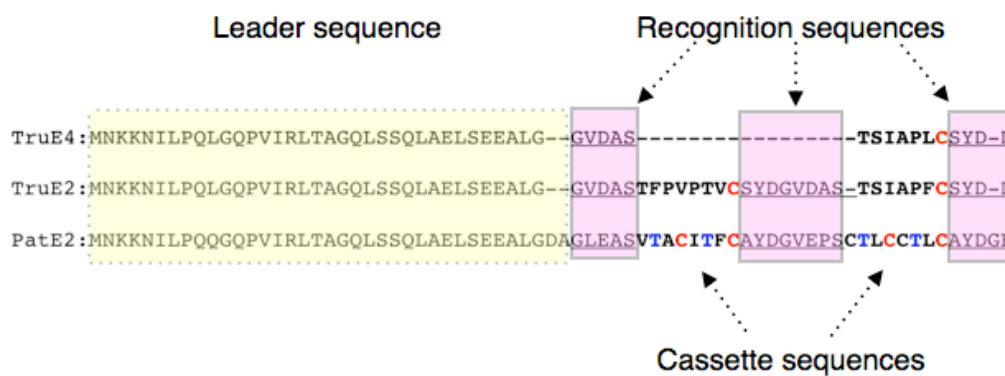 Leader sequence
Recognition sequences
TruE4:MNKKNILPQLGQPVIRLTAGQLSSQLAELSEEALG--GVDAS-----------------TSIAPLCSYD-
TruE2:MNKKNILPQLGQPVIRLTAGQLSSQLAELSEEALG--GVDASTFPVPTVCSYDGVDAS-TSIAPFCSYD-
PatE2:MNKKNILPQQGQPVIRLTAGQLSSQLAELSEEALGDAGLEASVTACITFCAYDGVEPSCTLCCTLCAYDG
Cassette sequences